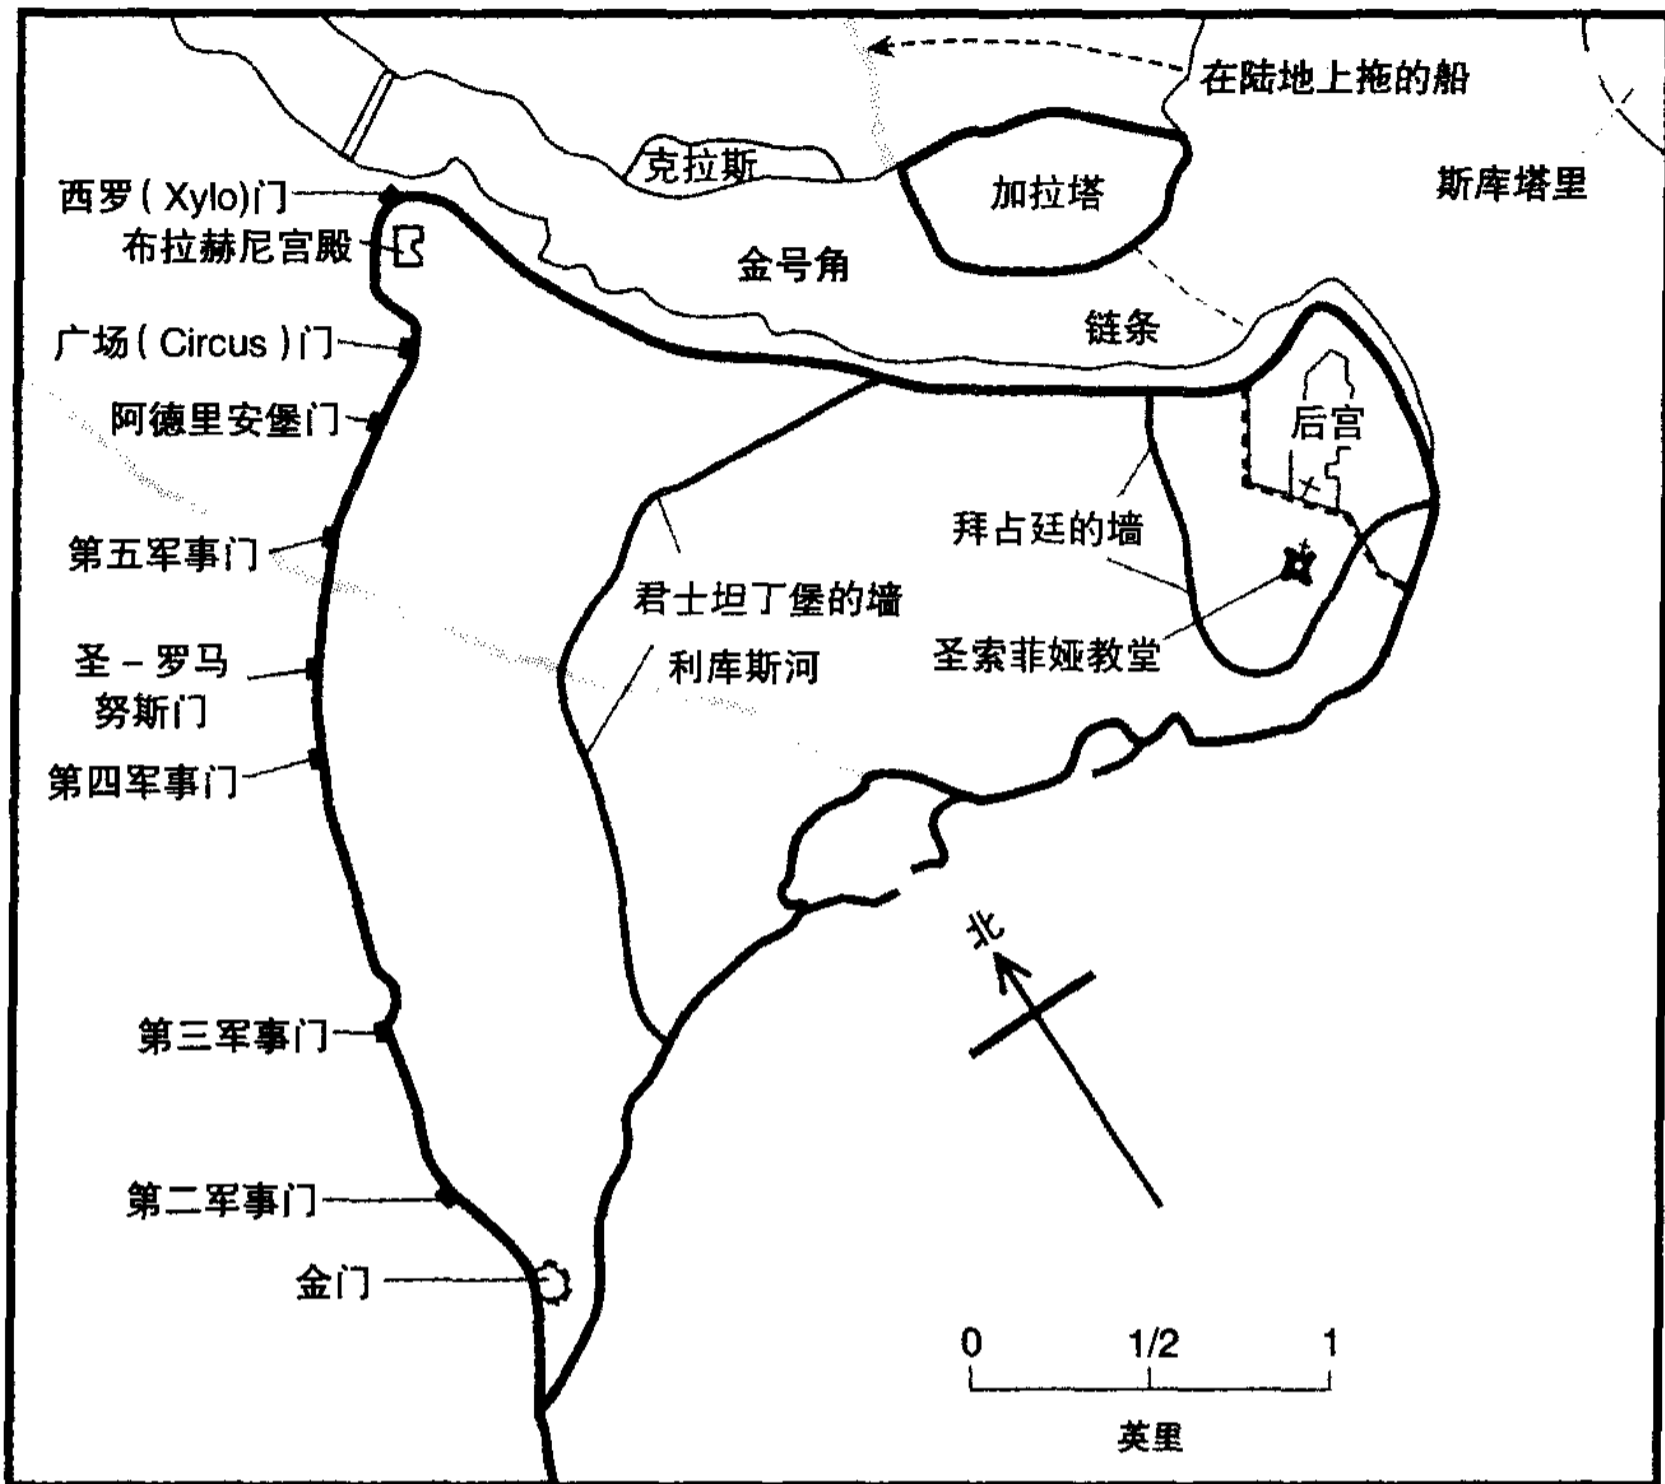 在陆地上拖的船
克拉斯
加拉塔
斯库塔里
西罗(Xylo)门
布拉赫尼宫殿
金号角
链条
广场(Circus)门
阿德里安堡门
后宫
第五军事门
拜占廷的墙
君士坦丁堡的墙
利库斯河
圣索菲娅教堂
圣－罗马
努斯门
第四军事门
北
第三军事门
第二军事门
金门
0 1/2 1
英里